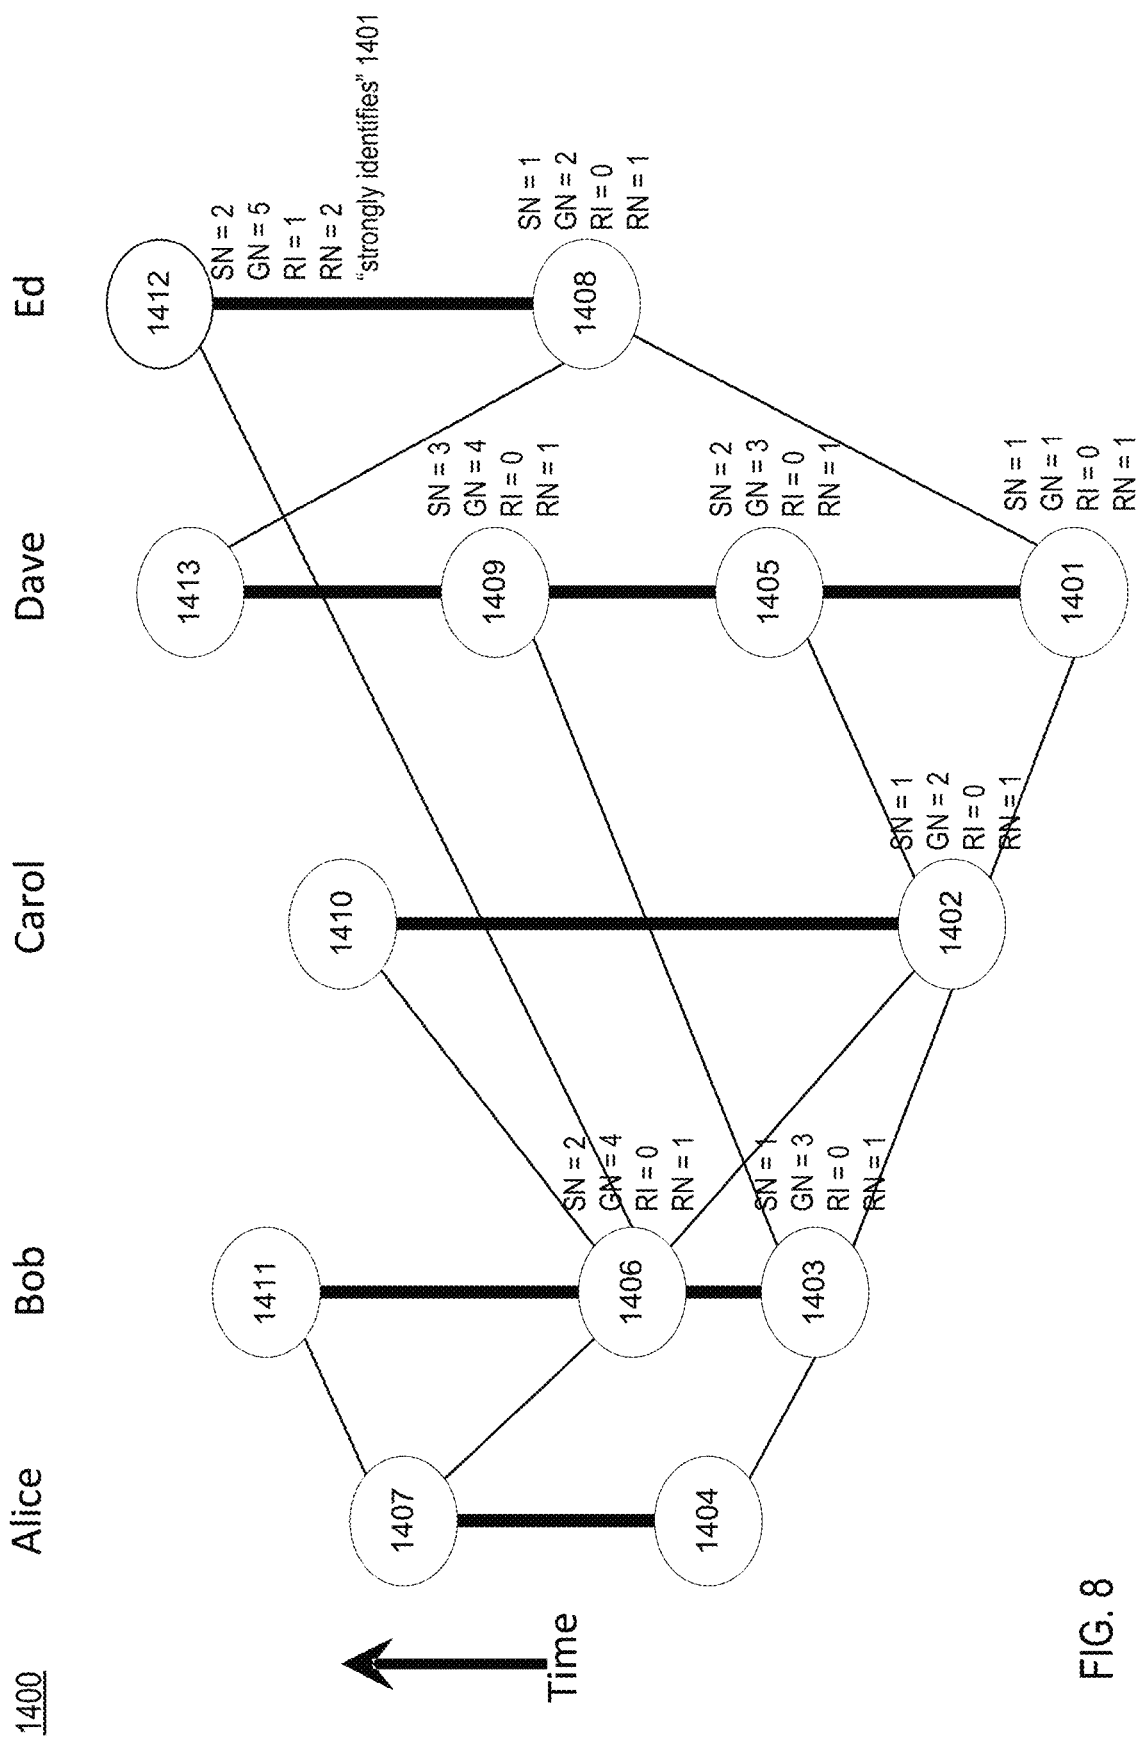 1400
Alice
Bob
Carol
Dave
Ed
1412
SN = 2
GN = 5
RI = 1
RN = 2
"strongly identifies" 1401
1413
1411
1410
1407
1409
SN = 3
GN = 4
RI = 0
RN = 1
1408
SN = 1
GN = 2
RI = 0
RN = 1
1406
SN = 2
GN = 4
RI = 0
RN = 1
1404
1405
SN = 2
GN = 3
RI = 0
RN = 1
1403
SN = 1
GN = 3
RI = 0
RN = 1
1402
SN = 1
GN = 2
RI = 0
RN = 1
1401
SN = 1
GN = 1
RI = 0
RN = 1
Time
FIG. 8